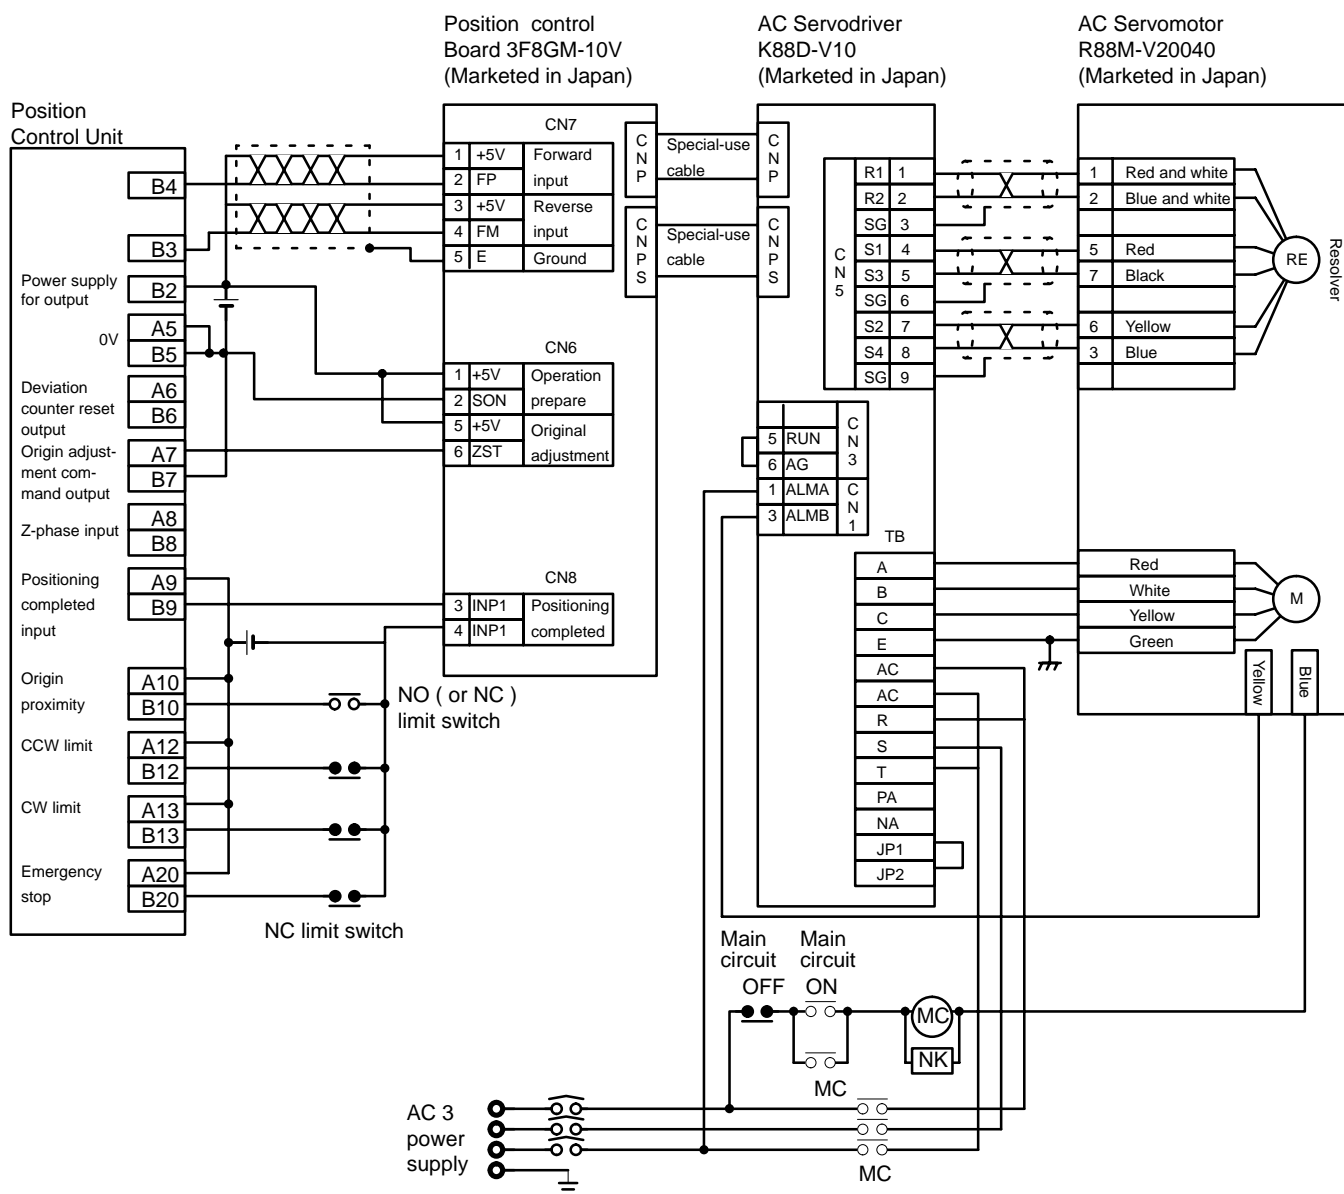 Position control
Board 3F8GM-10V
(Marketed in Japan)
AC Servodriver
K88D-V10
(Marketed in Japan)
AC Servomotor
R88M-V20040
(Marketed in Japan)
Position
Control Unit
B4
B3
Power supply
for output
B2
0V
A5
B5
Deviation
counter reset
output
A6
B6
Origin adjust-
ment com-
mand output
A7
B7
Z-phase input
A8
B8
Positioning
completed
input
A9
B9
Origin
proximity
A10
B10
CCW limit
A12
B12
CW limit
A13
B13
Emergency
stop
A20
B20
NO ( or NC )
limit switch
NC limit switch
CN7
1 +5V Forward
2 FP input
3 +5V Reverse
4 FM input
5 E Ground
CN6
1 +5V Operation
2 SON prepare
5 +5V Original
6 ZST adjustment
CN8
3 INP1 Positioning
4 INP1 completed
CNP
Special-use
cable
CNP
CNPS
Special-use
cable
CNPS
CN5
R1 1
R2 2
SG 3
S1 4
S3 5
SG 6
S2 7
S4 8
SG 9
CN3
5 RUN
6 AG
CN1
1 ALMA
3 ALMB
TB
A
B
C
E
AC
AC
R
S
T
PA
NA
JP1
JP2
1 Red and white
2 Blue and white
5 Red
7 Black
6 Yellow
3 Blue
RE
Resolver
Red
White
Yellow
Green
M
Yellow
Blue
Main
circuit
OFF
Main
circuit
ON
MC
NK
MC
AC 3
power
supply
MC